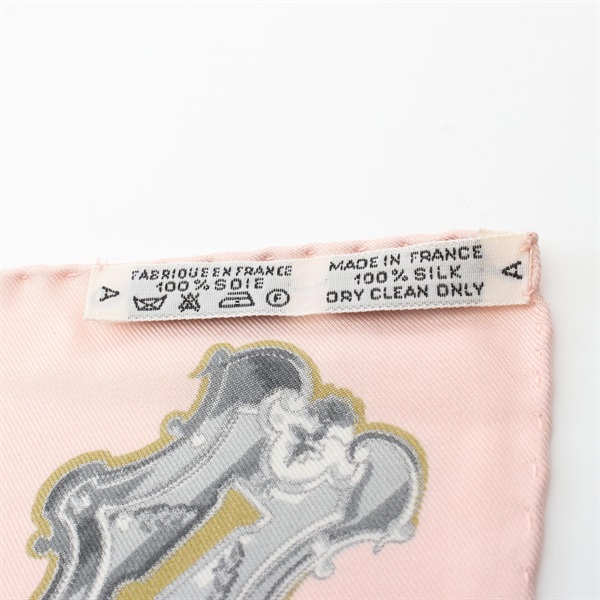 A
FABRIQUE EN FRANCE
100% SOIE
MADE IN FRANCE
100% SILK
DRY CLEAN ONLY
A